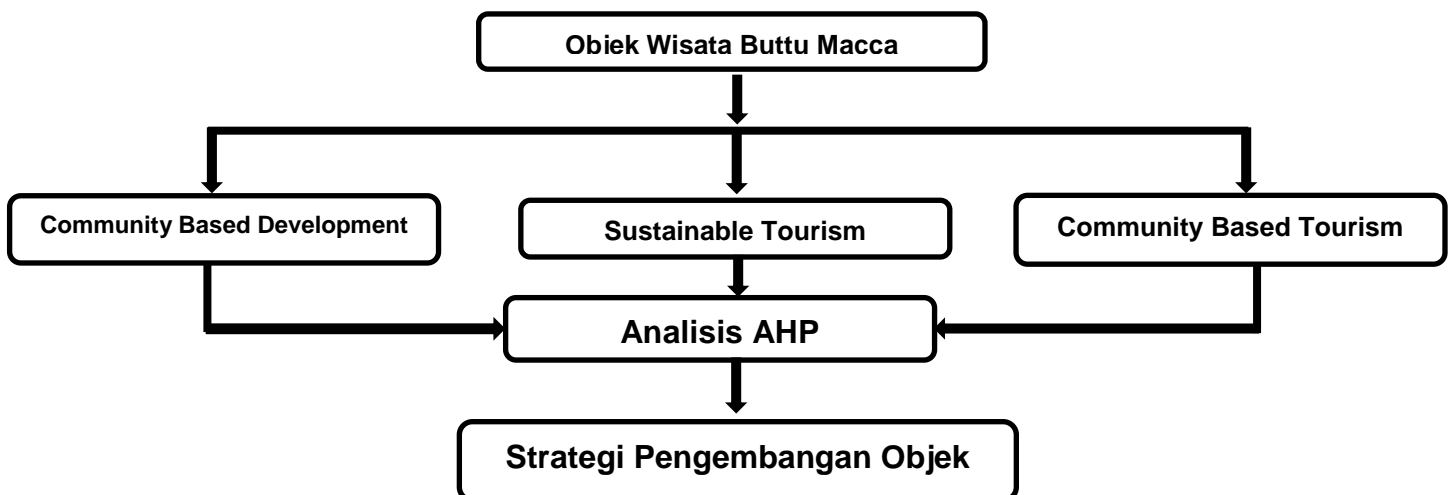 Obiek Wisata Buttu Macca
Community Based Development
Sustainable Tourism
Community Based Tourism
Analisis AHP
Strategi Pengembangan Objek